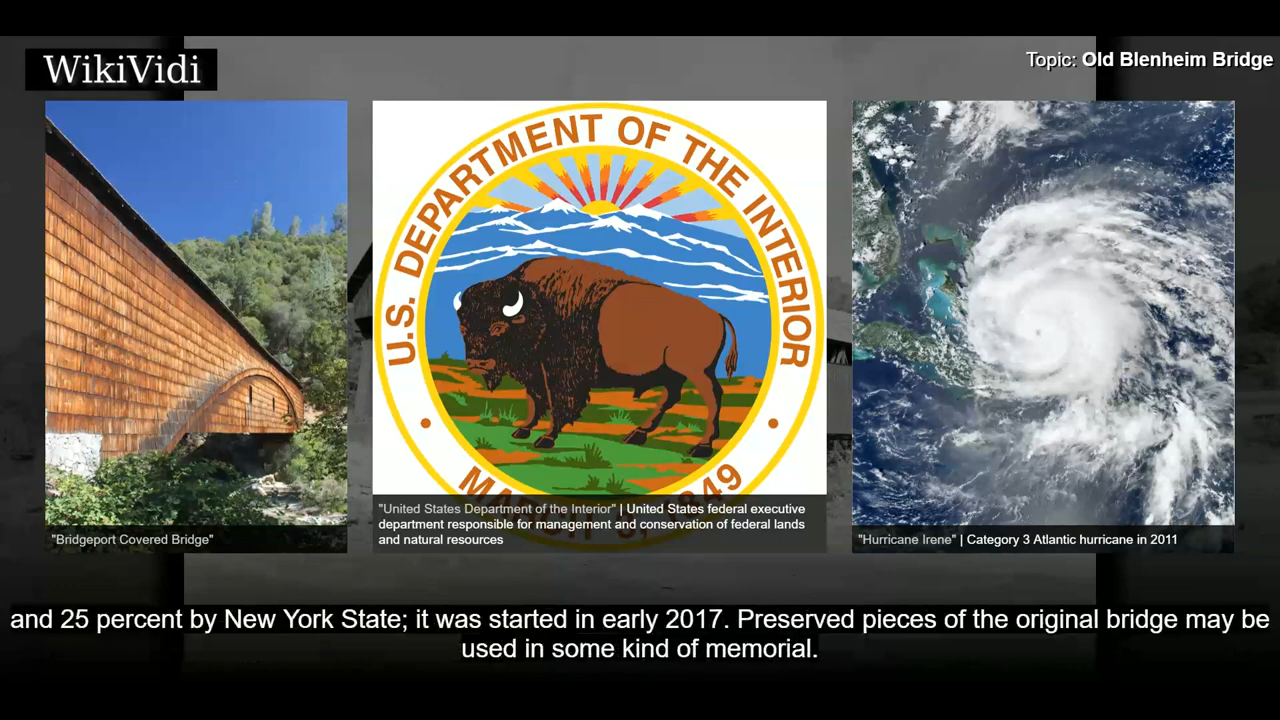 WikiVidi
Topic: Old Blenheim Bridge
"Bridgeport Covered Bridge"
U.S. DEPARTMENT OF THE INTERIOR
"United States Department of the Interior" | United States federal executive
department responsible for management and conservation of federal lands
and natural resources
"Hurricane Irene" | Category 3 Atlantic hurricane in 2011
and 25 percent by New York State; it was started in early 2017. Preserved pieces of the original bridge may be
used in some kind of memorial.